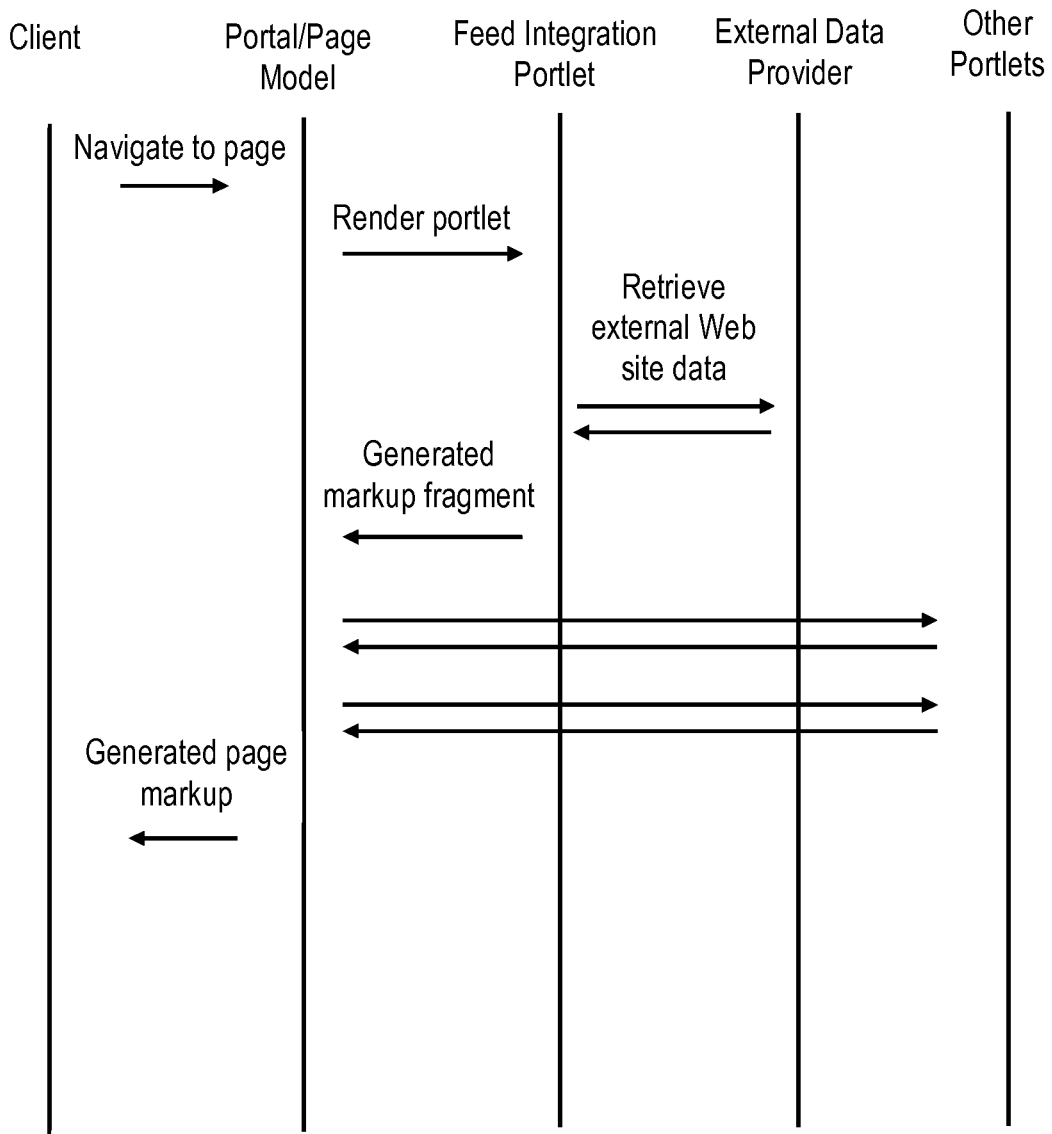 Client
Portal/Page
Model
Feed Integration
Portlet
External Data
Provider
Other
Portlets
Navigate to page
Render portlet
Retrieve
external Web
site data
Generated
markup fragment
Generated page
markup